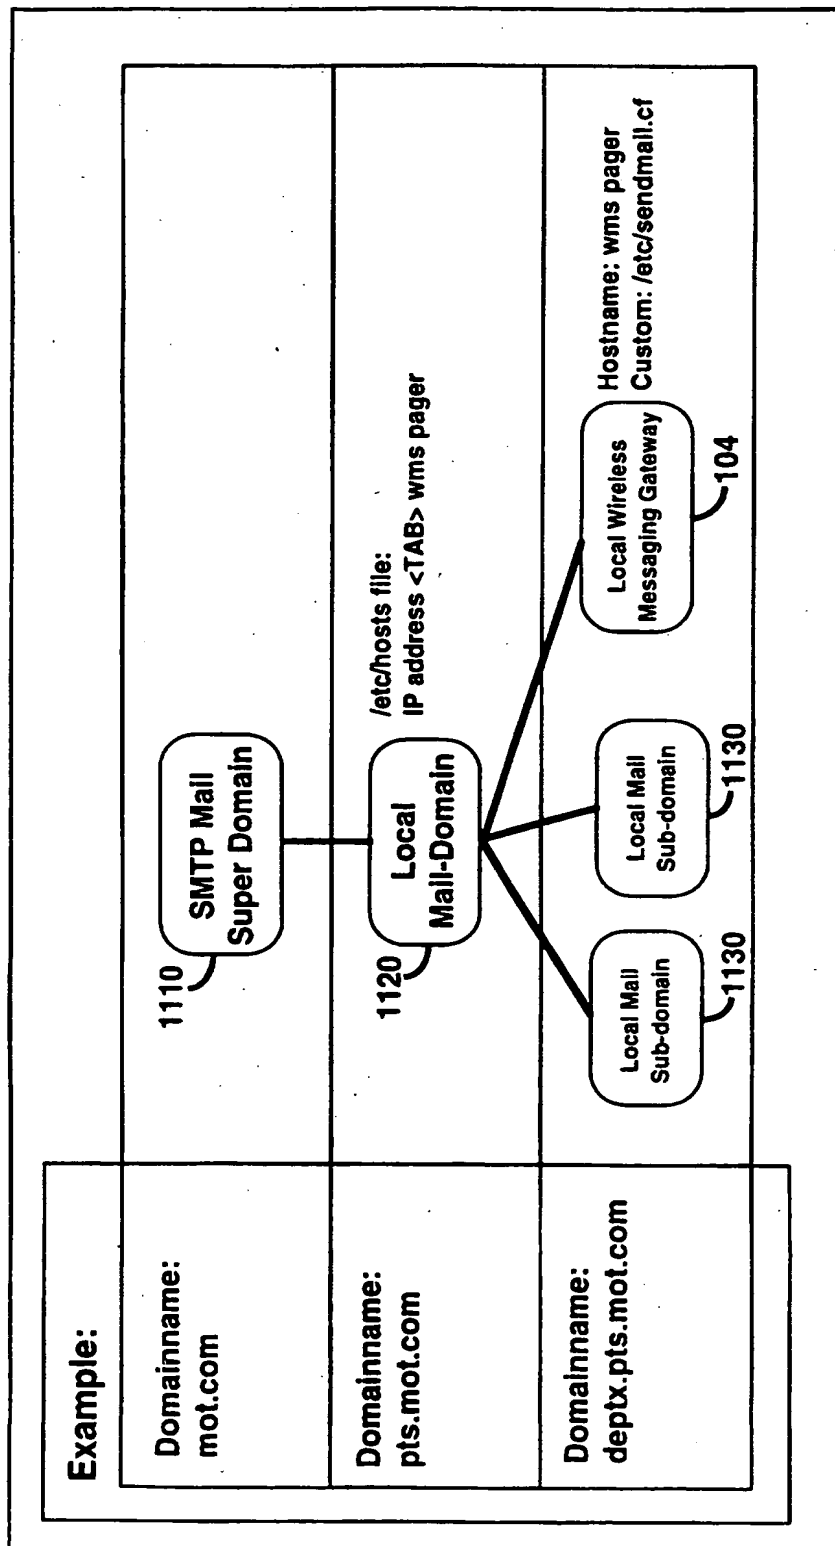 Example:
Domainname:
mot.com
1110
SMTP Mail
Super Domain
Domainname:
pts.mot.com
1120
Local
Mail-Domain
/etc/hosts file:
IP address <TAB> wms pager
Domainname:
deptx.pts.mot.com
Local Mail
Sub-domain
1130
Local Mail
Sub-domain
1130
Local Wireless
Messaging Gateway
104
Hostname: wms pager
Custom: /etc/sendmail.cf